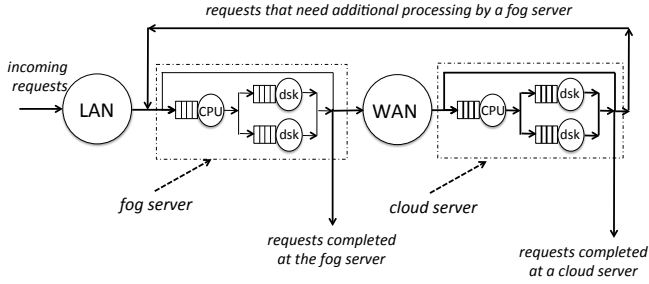 requests that need additional processing by a fog server
incoming
requests
LAN
CPU
dsk
dsk
WAN
CPU
dsk
dsk
fog server
cloud server
requests completed
at the fog server
requests completed
at a cloud server